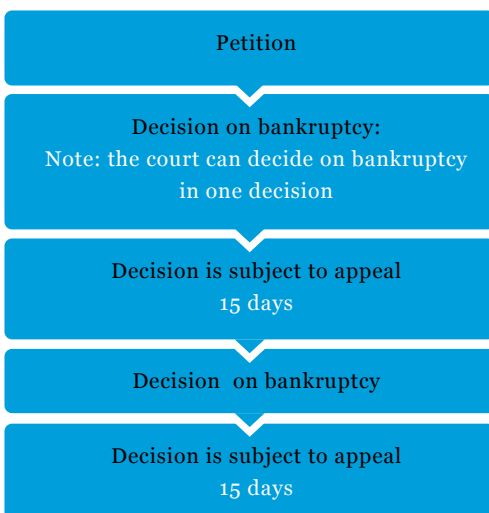 Petition
Decision on bankruptcy:
Note: the court can decide on bankruptcy
in one decision
Decision is subject to appeal
15 days
Decision on bankruptcy
Decision is subject to appeal
15 days